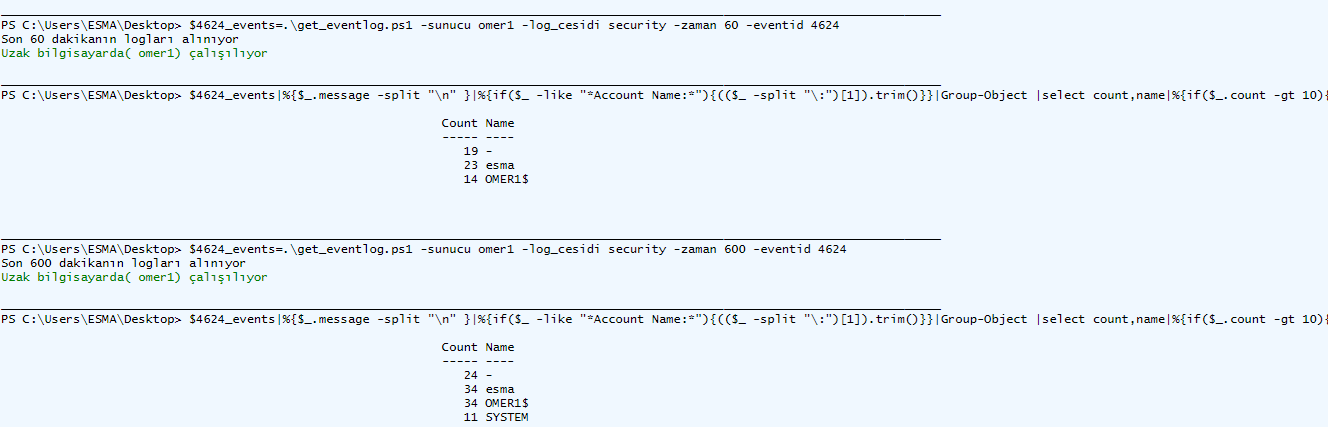 PS C:\Users\ESMA\Desktop> $4624_events=.\get_eventlog.ps1 -sunucu omer1 -log_cesidi security -zaman 60 -eventid 4624
Son 60 dakikanın logları alınıyor
Uzak bilgisayarda( omer1) çalışılıyor
PS C:\Users\ESMA\Desktop> $4624_events|%{$_.message -split "\n" }|%{if($_ -like "*Account Name:*"){(($_ -split "\:")[1]).trim()}}|Group-Object |select count,name|%{if($_.count -gt 10){
Count Name
----- ----
19 -
23 esma
14 OMER1$
PS C:\Users\ESMA\Desktop> $4624_events=.\get_eventlog.ps1 -sunucu omer1 -log_cesidi security -zaman 600 -eventid 4624
Son 600 dakikanın logları alınıyor
Uzak bilgisayarda( omer1) çalışılıyor
PS C:\Users\ESMA\Desktop> $4624_events|%{$_.message -split "\n" }|%{if($_ -like "*Account Name:*"){(($_ -split "\:")[1]).trim()}}|Group-Object |select count,name|%{if($_.count -gt 10){
Count Name
----- ----
24 -
34 esma
34 OMER1$
11 SYSTEM